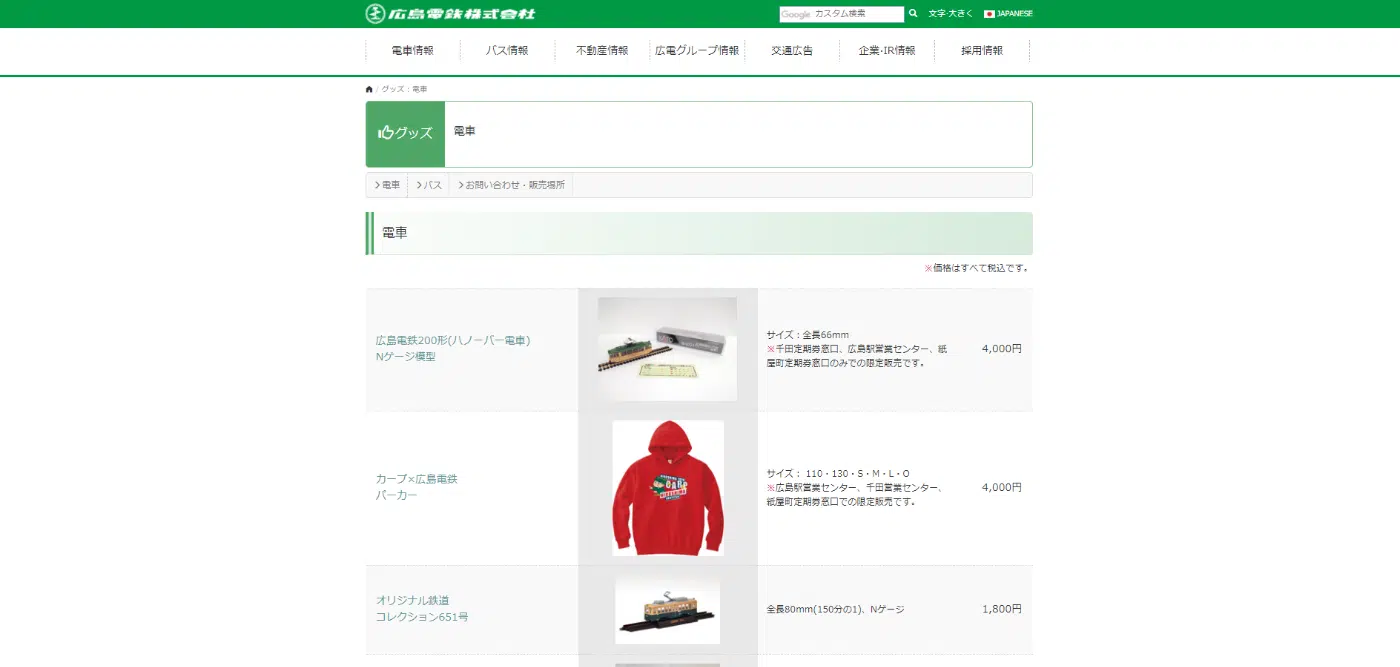 広島電鉄株式会社
Google カスタム検索
文字・大きく
JAPANESE
電車情報
バス情報
不動産情報
広電グループ情報
交通広告
企業・IR情報
採用情報
/ グッズ：電車
グッズ
電車
電車
バス
お問い合わせ・販売場所
電車
※価格はすべて税込です。
広島電鉄200形(ハノーバー電車)
Nゲージ模型
サイズ：全長66mm
※千田定期券窓口、広島駅営業センター、紙
屋町定期券窓口のみでの限定販売です。
4,000円
カープ×広島電鉄
パーカー
CARP
サイズ： 110・130・S・M・L・O
※広島駅営業センター、千田営業センター、
紙屋町定期券窓口での限定販売です。
4,000円
オリジナル鉄道
コレクション651号
全長80mm(150分の1)、Nゲージ
1,800円